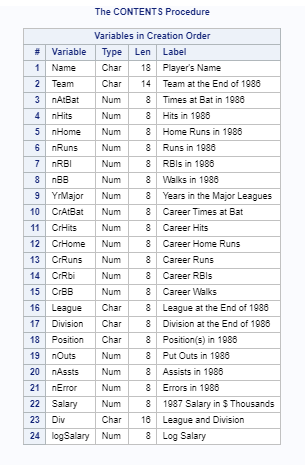 The CONTENTS Procedure
Variables in Creation Order
# Variable Type Len Label
1 Name Char 18 Player's Name
2 Team Char 14 Team at the End of 1986
3 nAtBat Num 8 Times at Bat in 1986
4 nHits Num 8 Hits in 1986
5 nHome Num 8 Home Runs in 1986
6 nRuns Num 8 Runs in 1986
7 nRBI Num 8 RBIs in 1986
8 nBB Num 8 Walks in 1986
9 YrMajor Num 8 Years in the Major Leagues
10 CrAtBat Num 8 Career Times at Bat
11 CrHits Num 8 Career Hits
12 CrHome Num 8 Career Home Runs
13 CrRuns Num 8 Career Runs
14 CrRbi Num 8 Career RBIs
15 CrBB Num 8 Career Walks
16 League Char 8 League at the End of 1986
17 Division Char 8 Division at the End of 1986
18 Position Char 8 Position(s) in 1986
19 nOuts Num 8 Put Outs in 1986
20 nAssts Num 8 Assists in 1986
21 nError Num 8 Errors in 1986
22 Salary Num 8 1987 Salary in $ Thousands
23 Div Char 16 League and Division
24 logSalary Num 8 Log Salary